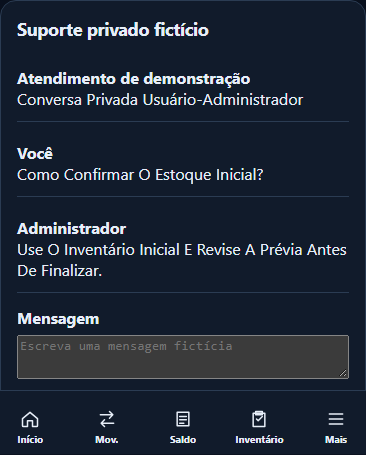 Suporte privado fictício
Atendimento de demonstração
Conversa Privada Usuário-Administrador
Você
Como Confirmar O Estoque Inicial?
Administrador
Use O Inventário Inicial E Revise A Prévia Antes
De Finalizar.
Mensagem
Escreva uma mensagem fictícia
Início
Mov.
Saldo
Inventário
Mais